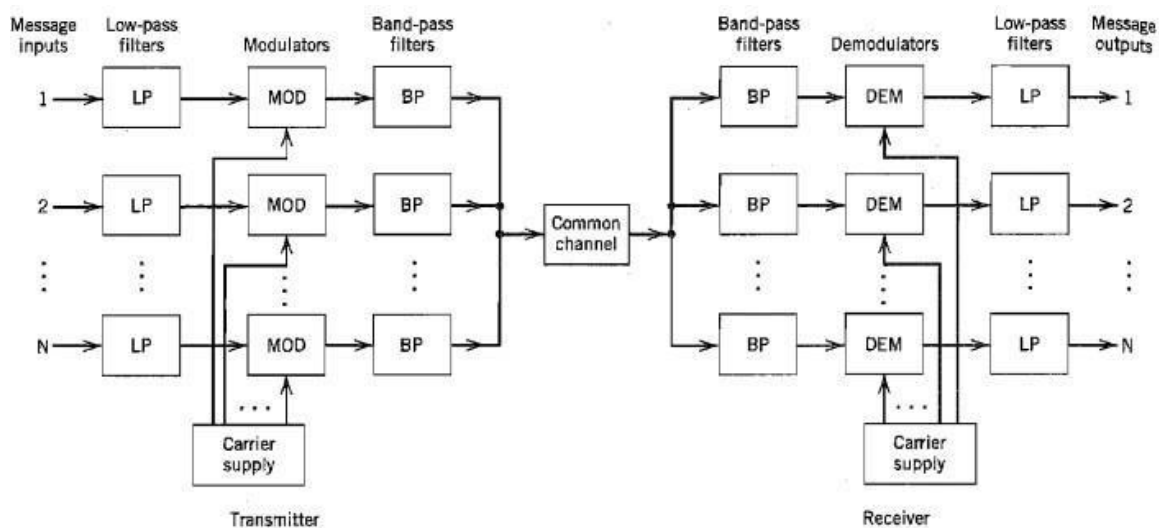 Message inputs
Low-pass filters
Modulators
Band-pass filters
Band-pass filters
Demodulators
Low-pass filters
Message outputs
1 LP MOD BP BP DEM LP 1
2 LP MOD BP BP DEM LP 2
Common channel
N LP MOD BP BP DEM LP N
Carrier supply
Carrier supply
Transmitter
Receiver